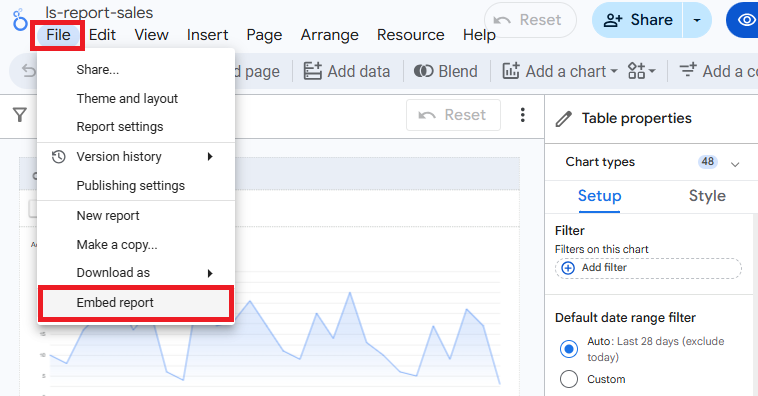 ls-report-sales
File Edit View Insert Page Arrange Resource Help
Reset
Share
page Add data Blend Add a chart Add a co
Share...
Theme and layout
Report settings
Version history
Publishing settings
New report
Make a copy...
Download as
Embed report
Reset
Table properties
Chart types 48
Setup Style
Filter
Filters on this chart
Add filter
Default date range filter
Auto: Last 28 days (exclude
today)
Custom